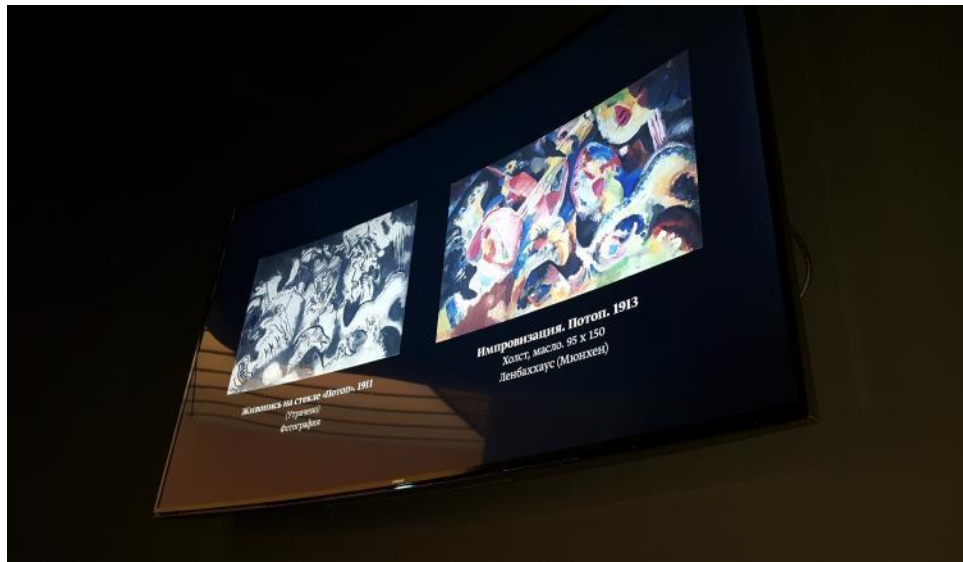 Живопись на стекле «Потоп». 1911
(Утрачено)
Фотография
Импровизация. Потоп. 1913
Холст, масло. 95 x 150
Ленбаххаус (Мюнхен)